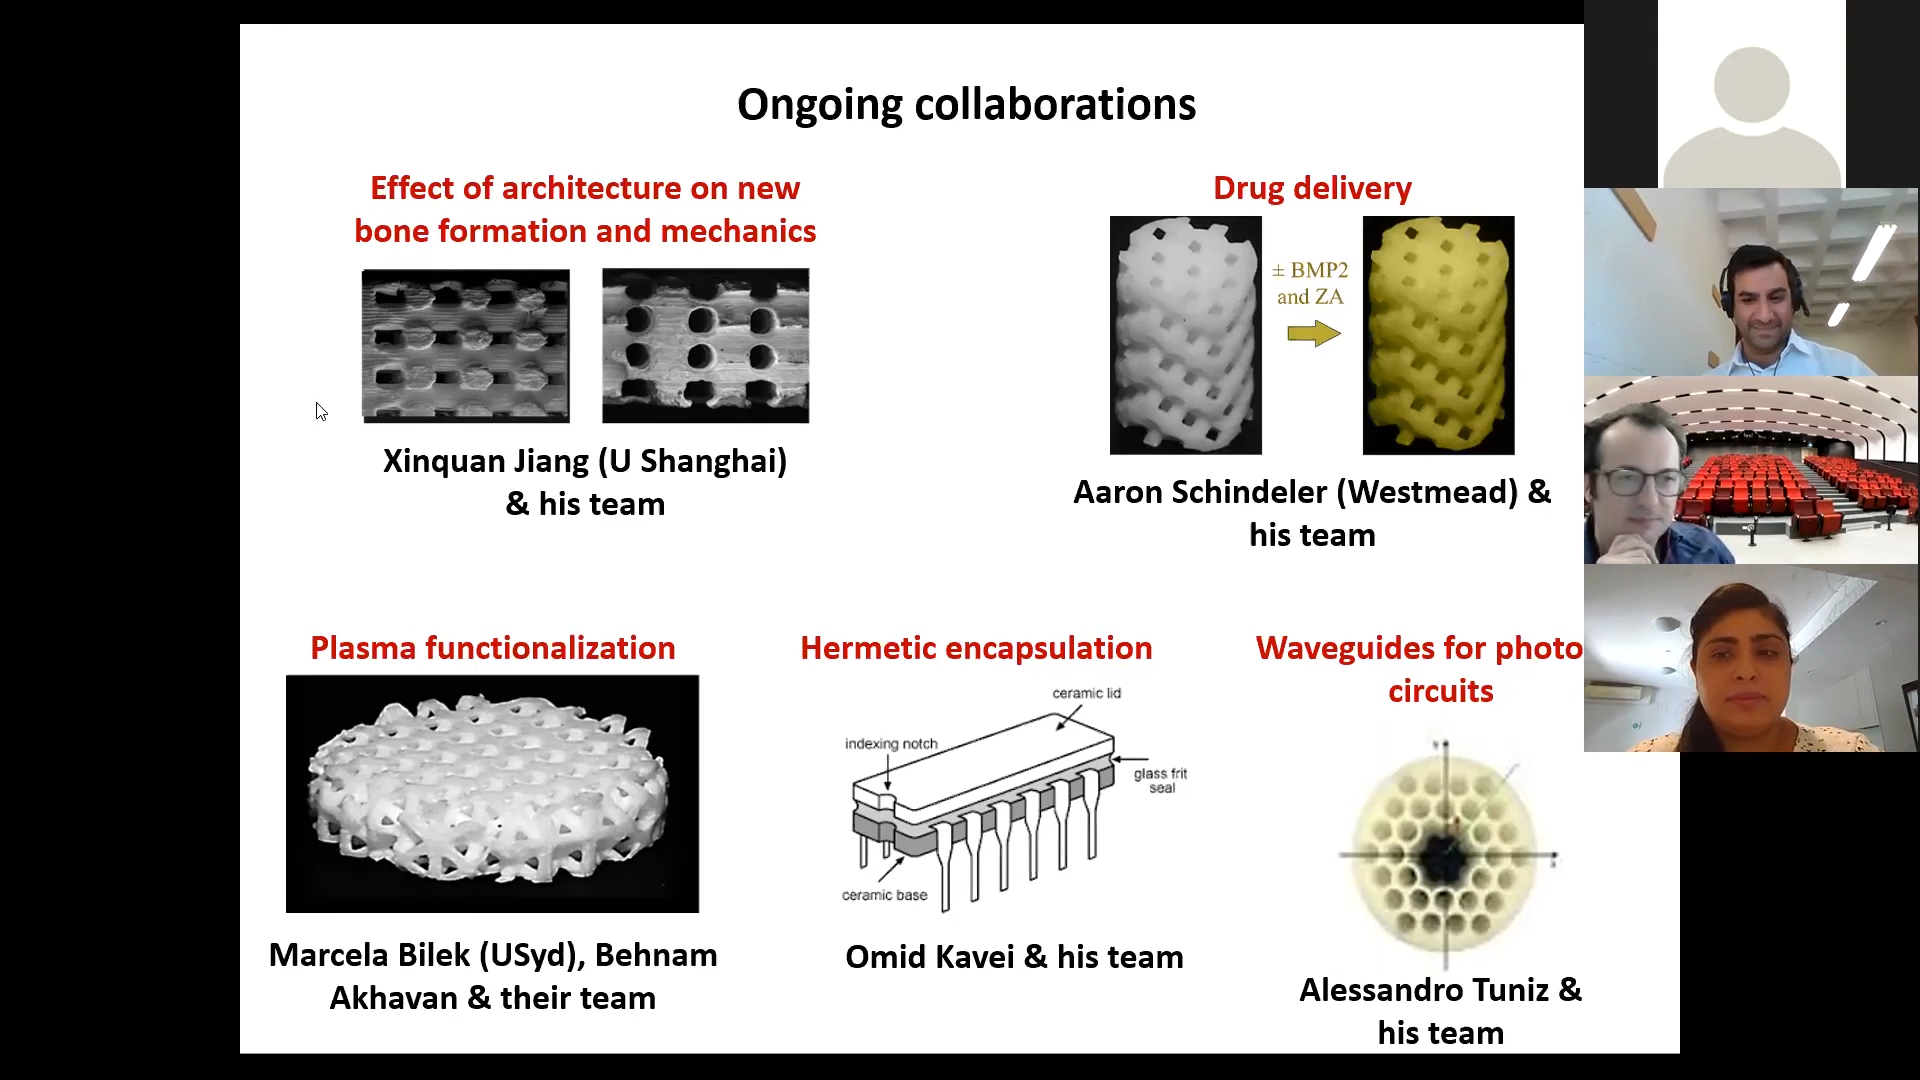 Ongoing collaborations
Effect of architecture on new
bone formation and mechanics
Xinquan Jiang (U Shanghai)
& his team
Drug delivery
± BMP2
and ZA
Aaron Schindeler (Westmead) &
his team
Plasma functionalization
Marcela Bilek (USyd), Behnam
Akhavan & their team
Hermetic encapsulation
ceramic lid
indexing notch
glass frit
seal
ceramic base
Omid Kavei & his team
Waveguides for photo
circuits
Alessandro Tuniz &
his team